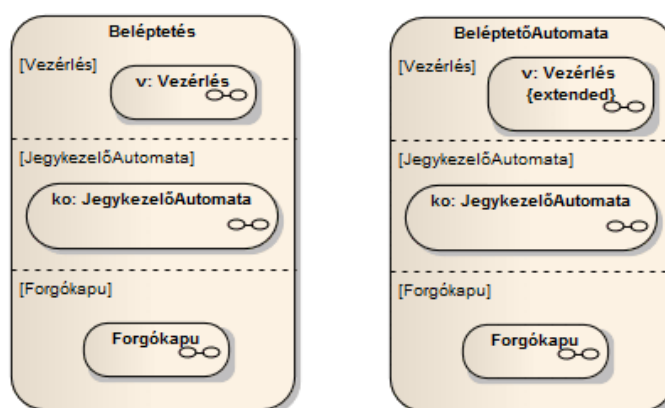 Beléptetés
[Vezérlés]
v: Vezérlés
[JegykezelőAutomata]
ko: JegykezelőAutomata
[Forgókapu]
Forgókapu
BeléptetőAutomata
[Vezérlés]
v: Vezérlés
{extended}
[JegykezelőAutomata]
ko: JegykezelőAutomata
[Forgókapu]
Forgókapu